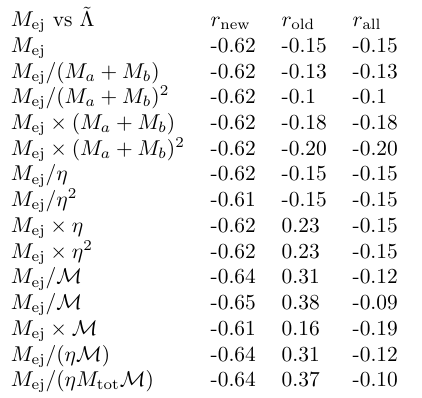 M_ej vs Λ̃ r_new r_old r_all
M_ej -0.62 -0.15 -0.15
M_ej/(M_a + M_b) -0.62 -0.13 -0.13
M_ej/(M_a + M_b)^2 -0.62 -0.1 -0.1
M_ej × (M_a + M_b) -0.62 -0.18 -0.18
M_ej × (M_a + M_b)^2 -0.62 -0.20 -0.20
M_ej/η -0.62 -0.15 -0.15
M_ej/η^2 -0.61 -0.15 -0.15
M_ej × η -0.62 0.23 -0.15
M_ej × η^2 -0.62 0.23 -0.15
M_ej/ℳ -0.64 0.31 -0.12
M_ej/ℳ -0.65 0.38 -0.09
M_ej × ℳ -0.61 0.16 -0.19
M_ej/(ηℳ) -0.64 0.31 -0.12
M_ej/(ηM_totℳ) -0.64 0.37 -0.10